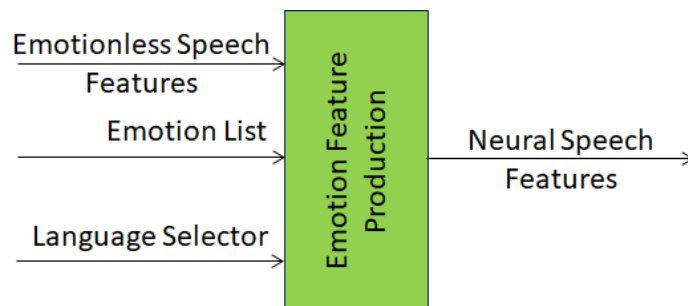 Emotionless Speech
Features
Emotion List
Language Selector
Emotion Feature
Production
Neural Speech
Features